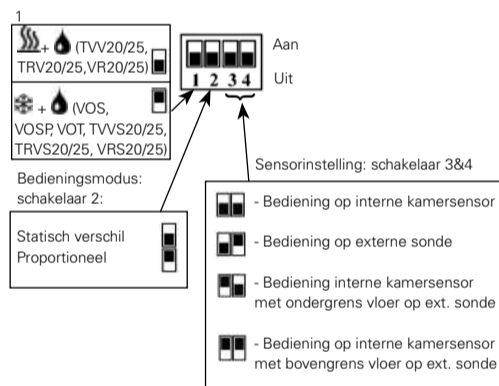 1
+ (TVV20/25,
TRV20/25,VR20/25)
+ (VOS,
VOSP, VOT, TVVS20/25,
TRVS20/25, VRS20/25)
Aan
Uit
1 2 3 4
Bedieningsmodus:
schakelaar 2:
Statisch verschil
Proportioneel
Sensorinstelling: schakelaar 3&4
- Bediening op interne kamersensor
- Bediening op externe sonde
- Bediening interne kamersensor
met ondergrens vloer op ext. sonde
- Bediening op interne kamersensor
met bovengrens vloer op ext. sonde